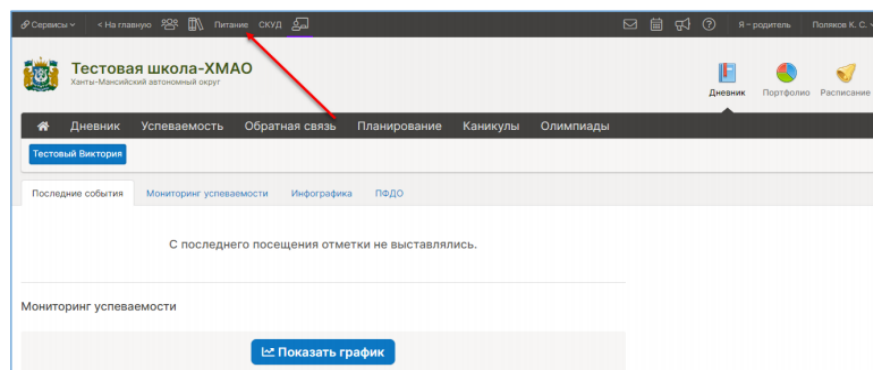 Сервисы < На главную Питание СКУД Я – родитель Поляков К. С.
Тестовая школа-ХМАО
Ханты-Мансийский автономный округ
Дневник Портфолио Расписание
Дневник Успеваемость Обратная связь Планирование Каникулы Олимпиады
Тестовый Виктория
Последние события Мониторинг успеваемости Инфографика ПФДО
С последнего посещения отметки не выставлялись.
Мониторинг успеваемости
Показать график